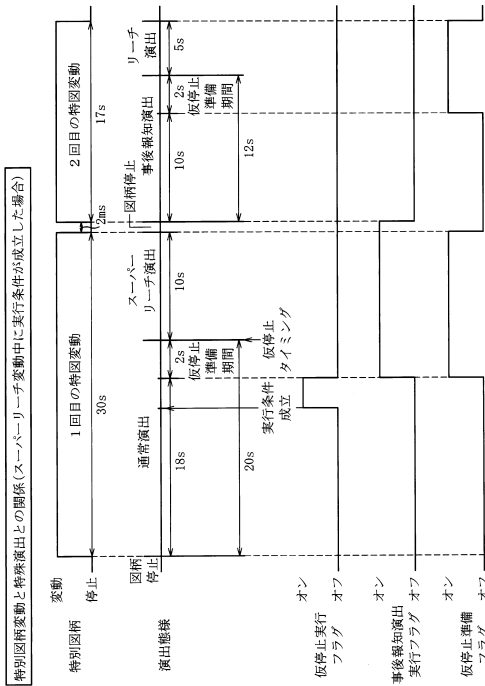 特別図柄変動と特殊演出との関係(スーパーリーチ変動中に実行条件が成立した場合)
特別図柄
変動
停止
1回目の特図変動
30s
2ms
2回目の特図変動
17s
演出態様
図柄
停止
通常演出
18s
2s
仮停止
準備
期間
20s
スーパー
リーチ演出
10s
図柄停止
事後報知演出
10s
2s
仮停止
準備
期間
12s
リーチ
演出
5s
実行条件
成立
仮停止
タイミング
仮停止実行
フラグ
オン
オフ
事後報知演出
実行フラグ
オン
オフ
仮停止準備
フラグ
オン
オフ